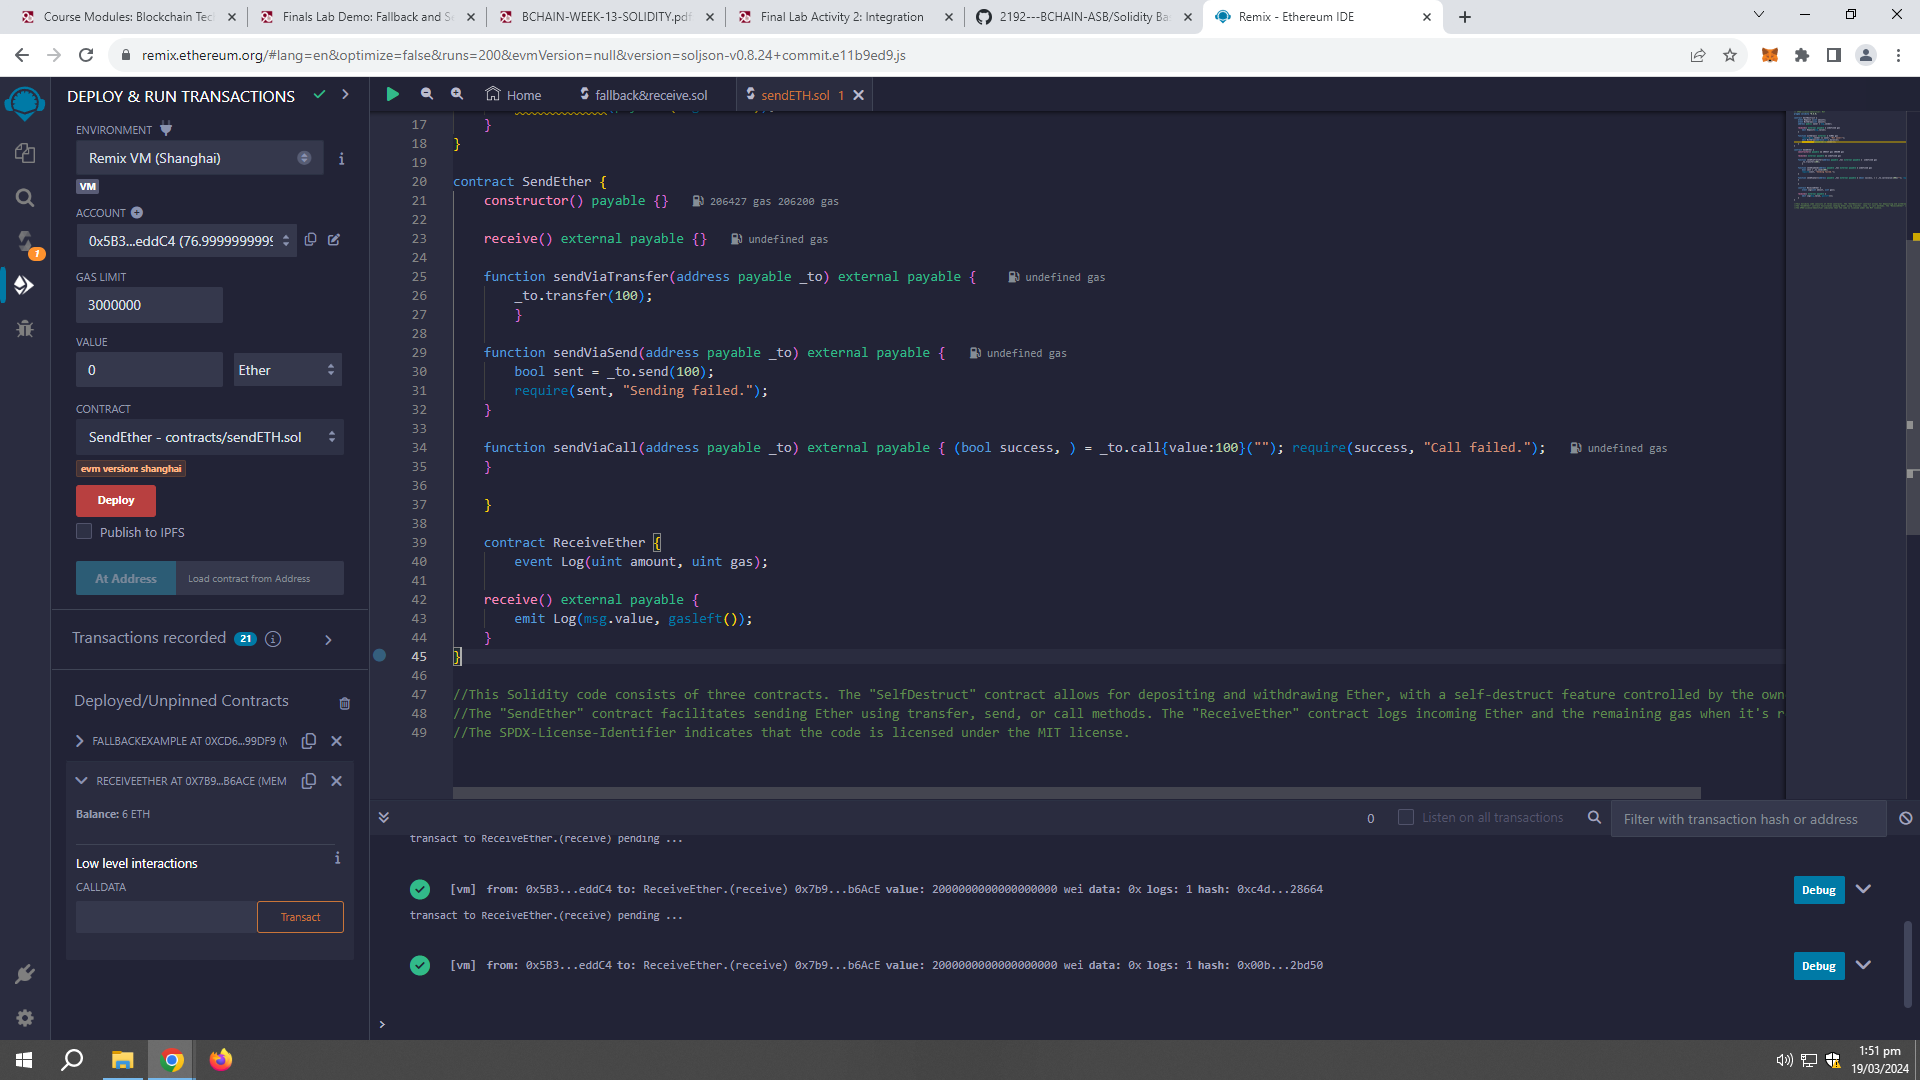 Course Modules: Blockchain Tec
Finals Lab Demo: Fallback and Se
BCHAIN-WEEK-13-SOLIDITY.pdf
Final Lab Activity 2: Integration
2192---BCHAIN-ASB/Solidity Ba
Remix - Ethereum IDE
remix.ethereum.org/#lang=en&optimize=false&runs=200&evmVersion=null&version=soljson-v0.8.24+commit.e11b9ed9.js
DEPLOY & RUN TRANSACTIONS
ENVIRONMENT
Remix VM (Shanghai)
VM
ACCOUNT
0x5B3...eddC4 (76.9999999999
GAS LIMIT
3000000
VALUE
0
Ether
CONTRACT
SendEther - contracts/sendETH.sol
evm version: shanghai
Deploy
Publish to IPFS
At Address
Load contract from Address
Transactions recorded 21
Deployed/Unpinned Contracts
FALLBACKEXAMPLE AT 0XCD6...99DF9 (M
RECEIVEETHER AT 0X7B9...B6ACE (MEM
Balance: 6 ETH
Low level interactions
CALLDATA
Transact
1
Home
fallback&receive.sol
sendETH.sol 1
17 }
18 }
19
20 contract SendEther {
21 constructor() payable {} 206427 gas 206200 gas
22
23 receive() external payable {} undefined gas
24
25 function sendViaTransfer(address payable _to) external payable { undefined gas
26 _to.transfer(100);
27 }
28
29 function sendViaSend(address payable _to) external payable { undefined gas
30 bool sent = _to.send(100);
31 require(sent, "Sending failed.");
32 }
33
34 function sendViaCall(address payable _to) external payable { (bool success, ) = _to.call{value:100}(""); require(success, "Call failed."); undefined gas
35 }
36
37 }
38
39 contract ReceiveEther {
40 event Log(uint amount, uint gas);
41
42 receive() external payable {
43 emit Log(msg.value, gasleft());
44 }
45 }
46
47 //This Solidity code consists of three contracts. The "SelfDestruct" contract allows for depositing and withdrawing Ether, with a self-destruct feature controlled by the own
48 //The "SendEther" contract facilitates sending Ether using transfer, send, or call methods. The "ReceiveEther" contract logs incoming Ether and the remaining gas when it's r
49 //The SPDX-License-Identifier indicates that the code is licensed under the MIT license.
0
Listen on all transactions
Filter with transaction hash or address
transact to ReceiveEther.(receive) pending ...
[vm] from: 0x5B3...eddC4 to: ReceiveEther.(receive) 0x7b9...b6AcE value: 2000000000000000000 wei data: 0x logs: 1 hash: 0xc4d...28664
Debug
transact to ReceiveEther.(receive) pending ...
[vm] from: 0x5B3...eddC4 to: ReceiveEther.(receive) 0x7b9...b6AcE value: 2000000000000000000 wei data: 0x logs: 1 hash: 0x00b...2bd50
Debug
>
1:51 pm
19/03/2024